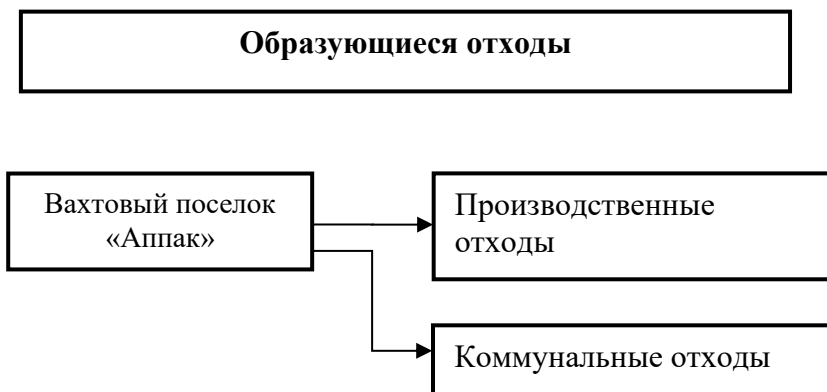 Образующиеся отходы
Вахтовый поселок
«Аппак»
Производственные
отходы
Коммунальные отходы